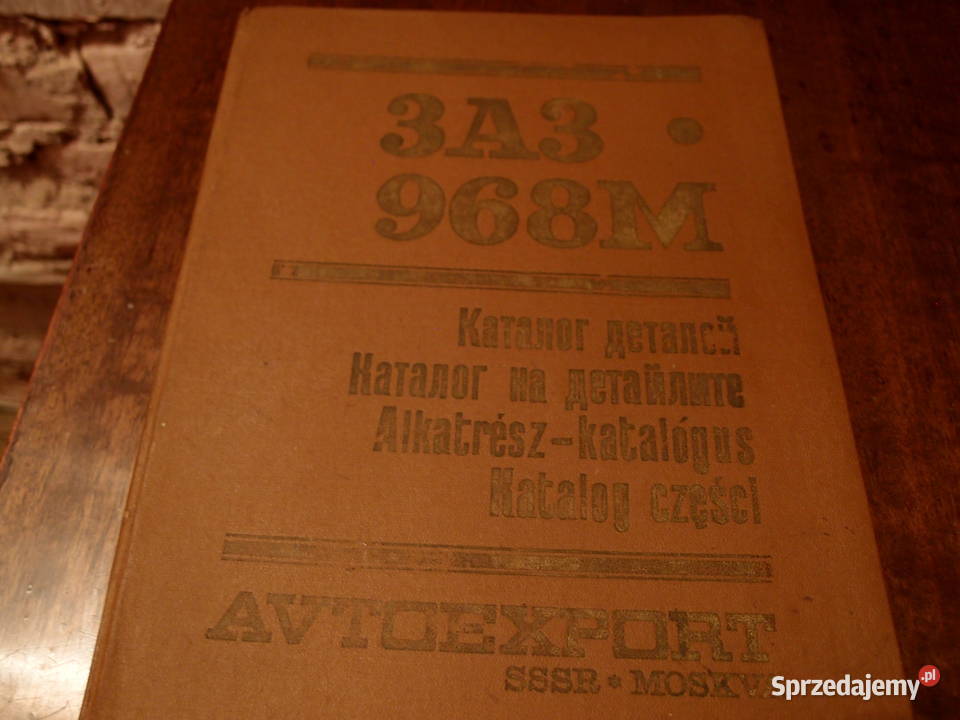 ЗАЗ •
968М
Каталог деталей
Каталог на детайлите
Alkatrész-katalógus
Katalog części
AVTOEXPORT
SSSR * MOSKVA
Sprzedajemy.pl